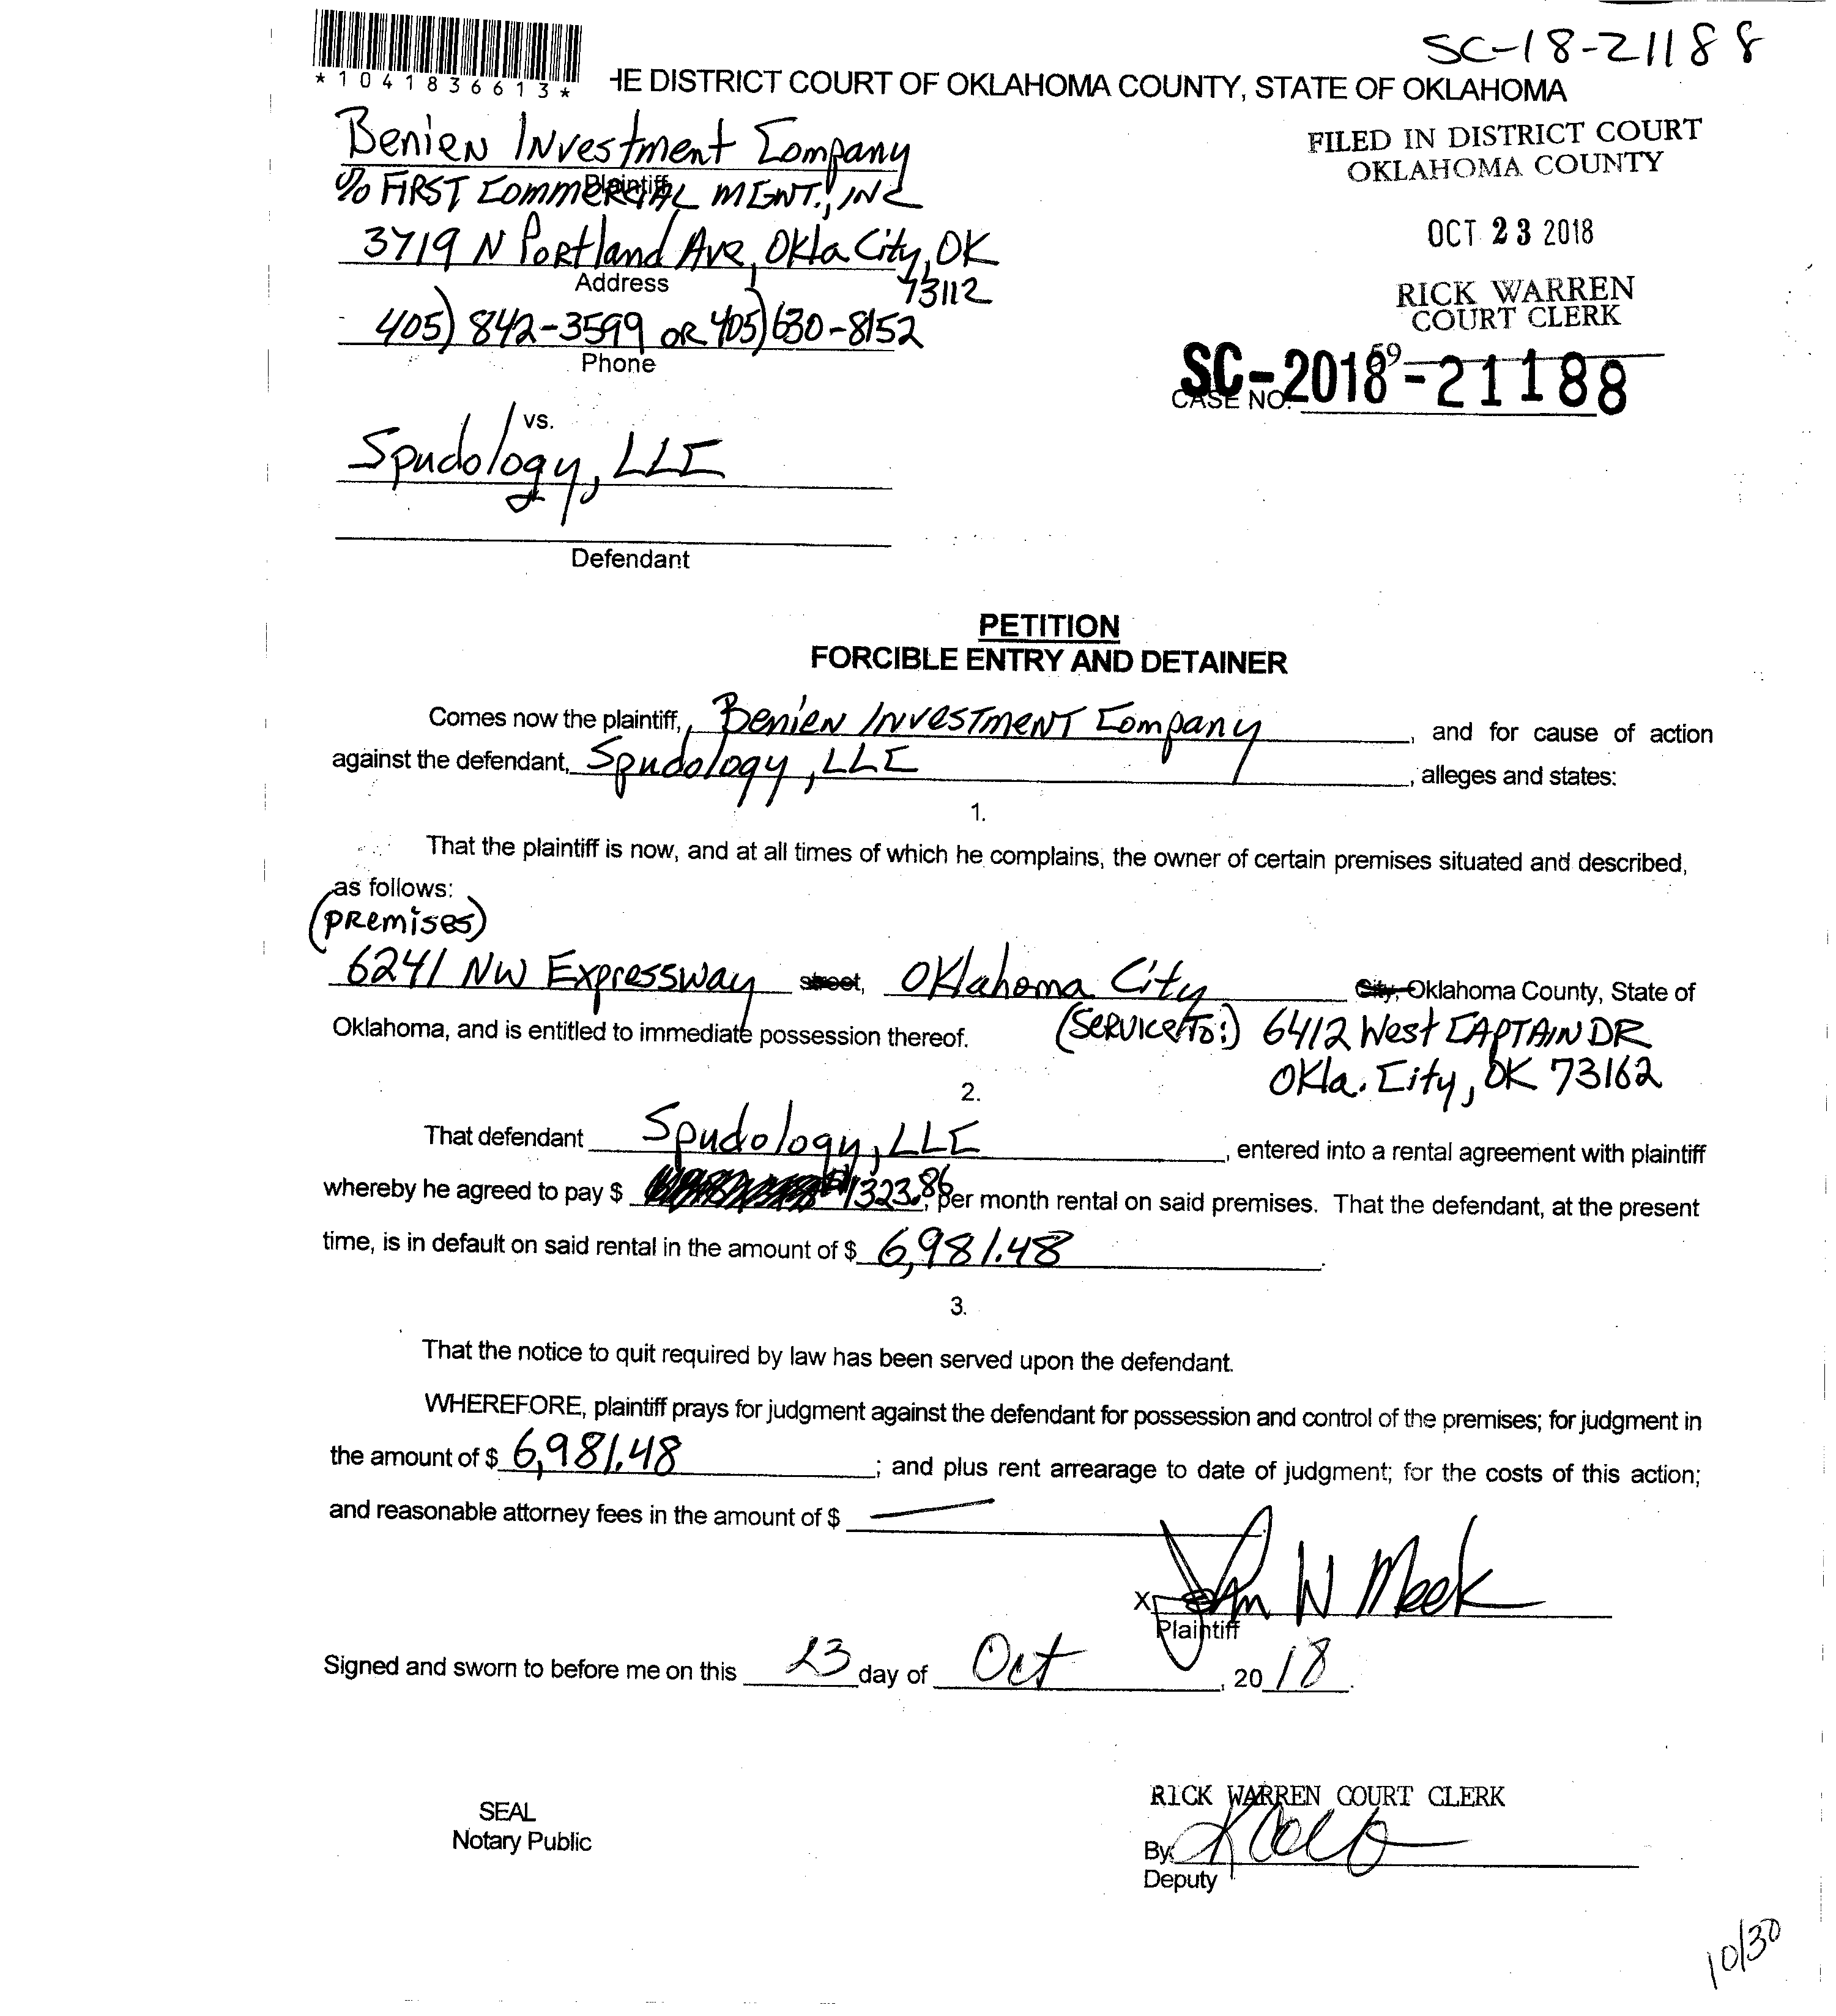 SC-18-21188
*1041836613*
HE DISTRICT COURT OF OKLAHOMA COUNTY, STATE OF OKLAHOMA
Benien Investment Company
Plaintiff
% FIRST COMMERCIAL MGNT., INC
3719 N Portland Ave, Okla City, OK
Address
73112
405) 842-3599 OR 405) 630-8152
Phone
FILED IN DISTRICT COURT
OKLAHOMA COUNTY
OCT 23 2018
RICK WARREN
COURT CLERK
59
SC-2018-21188
CASE NO.
vs.
Spudology, LLC
Defendant
PETITION
FORCIBLE ENTRY AND DETAINER
Comes now the plaintiff, Benien Investment Company, and for cause of action
against the defendant, Spudology, LLC, alleges and states:
1.
That the plaintiff is now, and at all times of which he complains, the owner of certain premises situated and described,
as follows:
(premises)
6241 NW Expressway street, Oklahoma City City, Oklahoma County, State of
Oklahoma, and is entitled to immediate possession thereof. (Service To:) 6412 West CAPTAIN DR
Okla. City, OK 73162
2.
That defendant Spudology, LLC, entered into a rental agreement with plaintiff
whereby he agreed to pay $ $1323.86, per month rental on said premises. That the defendant, at the present
time, is in default on said rental in the amount of $ 6,981.48.
3.
That the notice to quit required by law has been served upon the defendant.
WHEREFORE, plaintiff prays for judgment against the defendant for possession and control of the premises; for judgment in
the amount of $ 6,981.48; and plus rent arrearage to date of judgment; for the costs of this action;
and reasonable attorney fees in the amount of $ —
X W Meek
Plaintiff
Signed and sworn to before me on this 23 day of Oct, 2018.
SEAL
Notary Public
RICK WARREN COURT CLERK
By:
Deputy
10/30